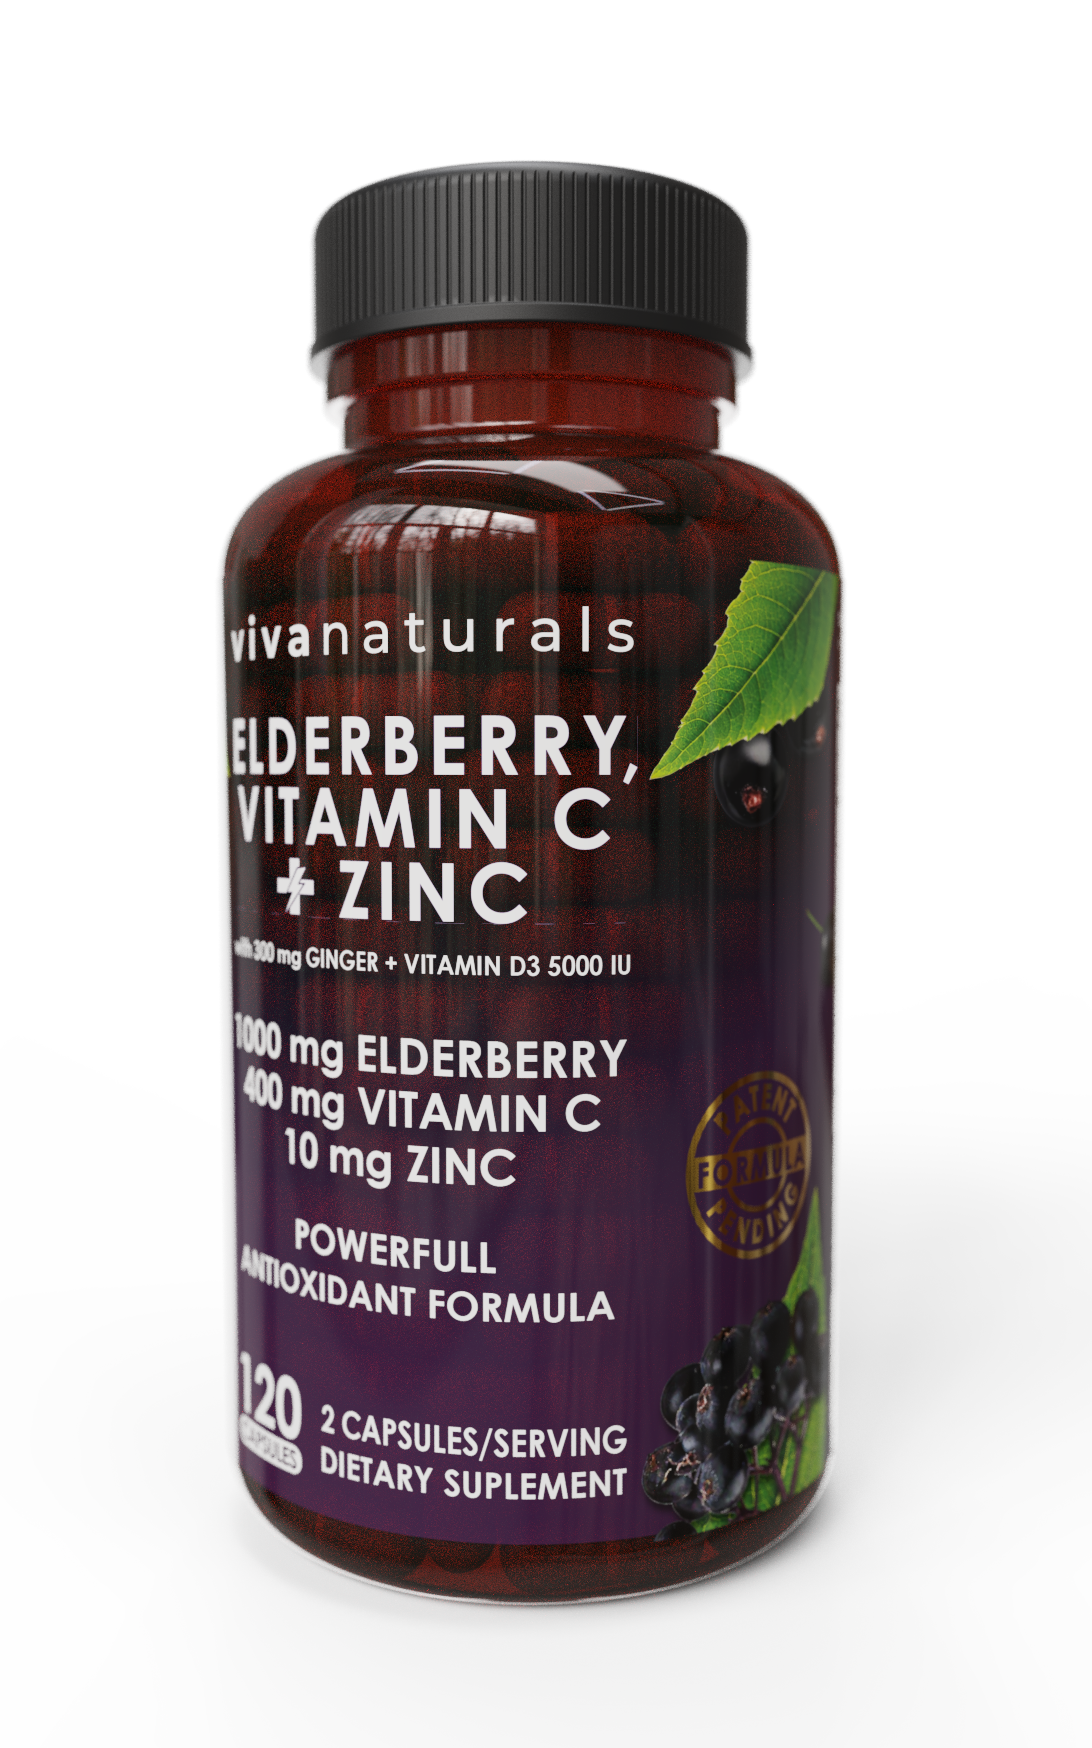 vivanaturals
ELDERBERRY,
VITAMIN C
+ ZINC
with 300 mg GINGER + VITAMIN D3 5000 IU
1000 mg ELDERBERRY
400 mg VITAMIN C
10 mg ZINC
POWERFULL
ANTIOXIDANT FORMULA
PATENT
FORMULA
PENDING
120
CAPSULES
2 CAPSULES/SERVING
DIETARY SUPLEMENT